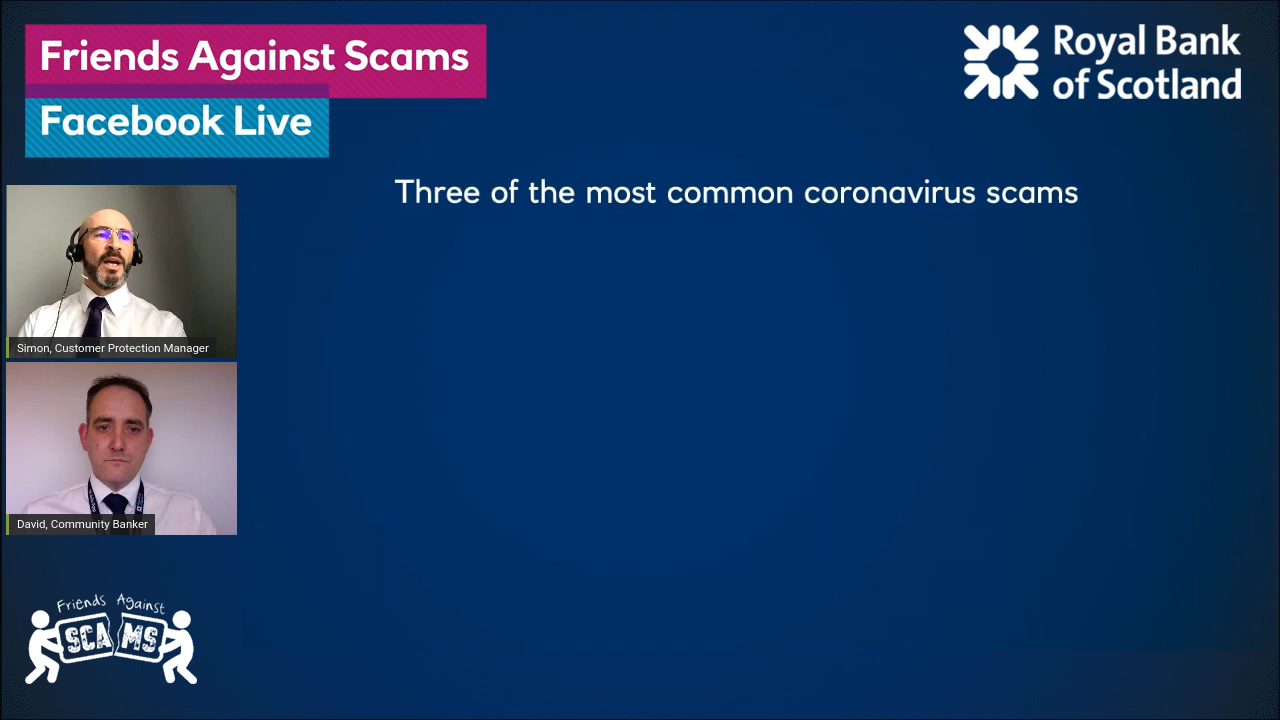 Friends Against Scams
Facebook Live
Royal Bank
of Scotland
Three of the most common coronavirus scams
Simon, Customer Protection Manager
David, Community Banker
Friends Against
SCAMS